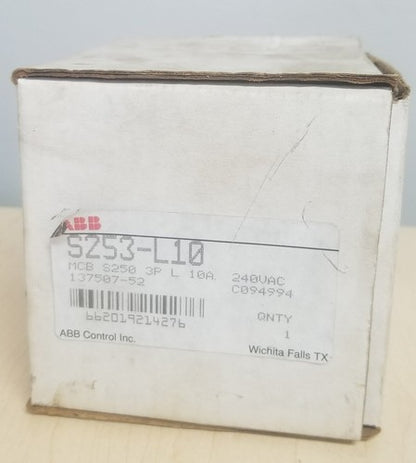 ABB
S253-L10
MCB S250 3P L 10A 240VAC
137507-52 C094994
662019214276
QNTY
1
ABB Control Inc. Wichita Falls TX